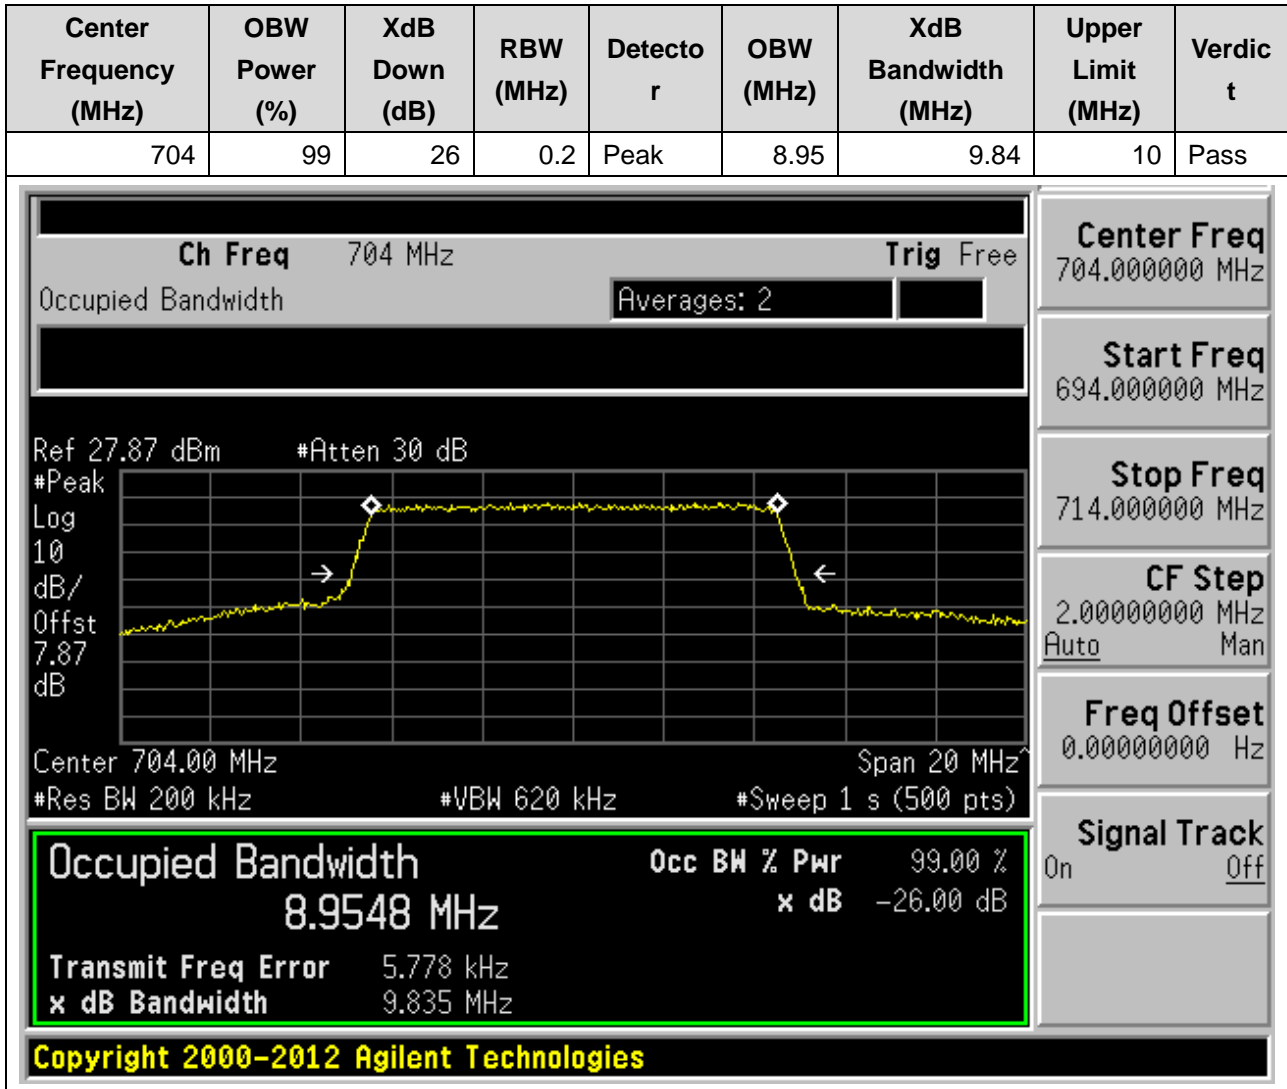 Center Frequency (MHz) OBW Power (%) XdB Down (dB) RBW (MHz) Detecto r OBW (MHz) XdB Bandwidth (MHz) Upper Limit (MHz) Verdic t
704 99 26 0.2 Peak 8.95 9.84 10 Pass
Ch Freq 704 MHz Trig Free
Occupied Bandwidth Averages: 2
Ref 27.87 dBm #Atten 30 dB
#Peak
Log
10
dB/
Offst
7.87
dB
Center 704.00 MHz Span 20 MHz^
#Res BW 200 kHz #VBW 620 kHz #Sweep 1 s (500 pts)
Occupied Bandwidth Occ BW % Pwr 99.00 %
8.9548 MHz x dB -26.00 dB
Transmit Freq Error 5.778 kHz
x dB Bandwidth 9.835 MHz
Copyright 2000-2012 Agilent Technologies
Center Freq
704.000000 MHz
Start Freq
694.000000 MHz
Stop Freq
714.000000 MHz
CF Step
2.00000000 MHz
Auto Man
Freq Offset
0.00000000 Hz
Signal Track
On Off